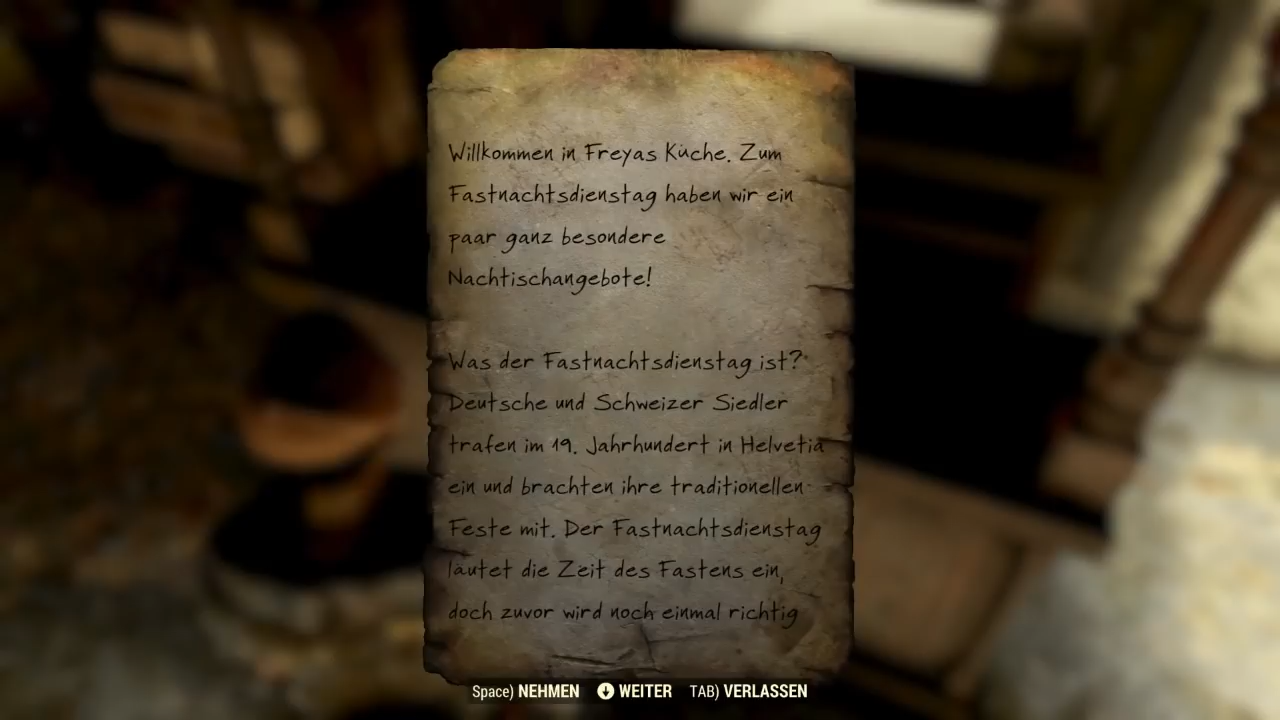 Willkommen in Freyas Küche. Zum
Fastnachtsdienstag haben wir ein
paar ganz besondere
Nachtischangebote!
Was der Fastnachtsdienstag ist?
Deutsche und Schweizer Siedler
trafen im 19. Jahrhundert in Helvetia
ein und brachten ihre traditionellen
Feste mit. Der Fastnachtsdienstag
läutet die Zeit des Fastens ein,
doch zuvor wird noch einmal richtig
Space) NEHMEN WEITER TAB) VERLASSEN